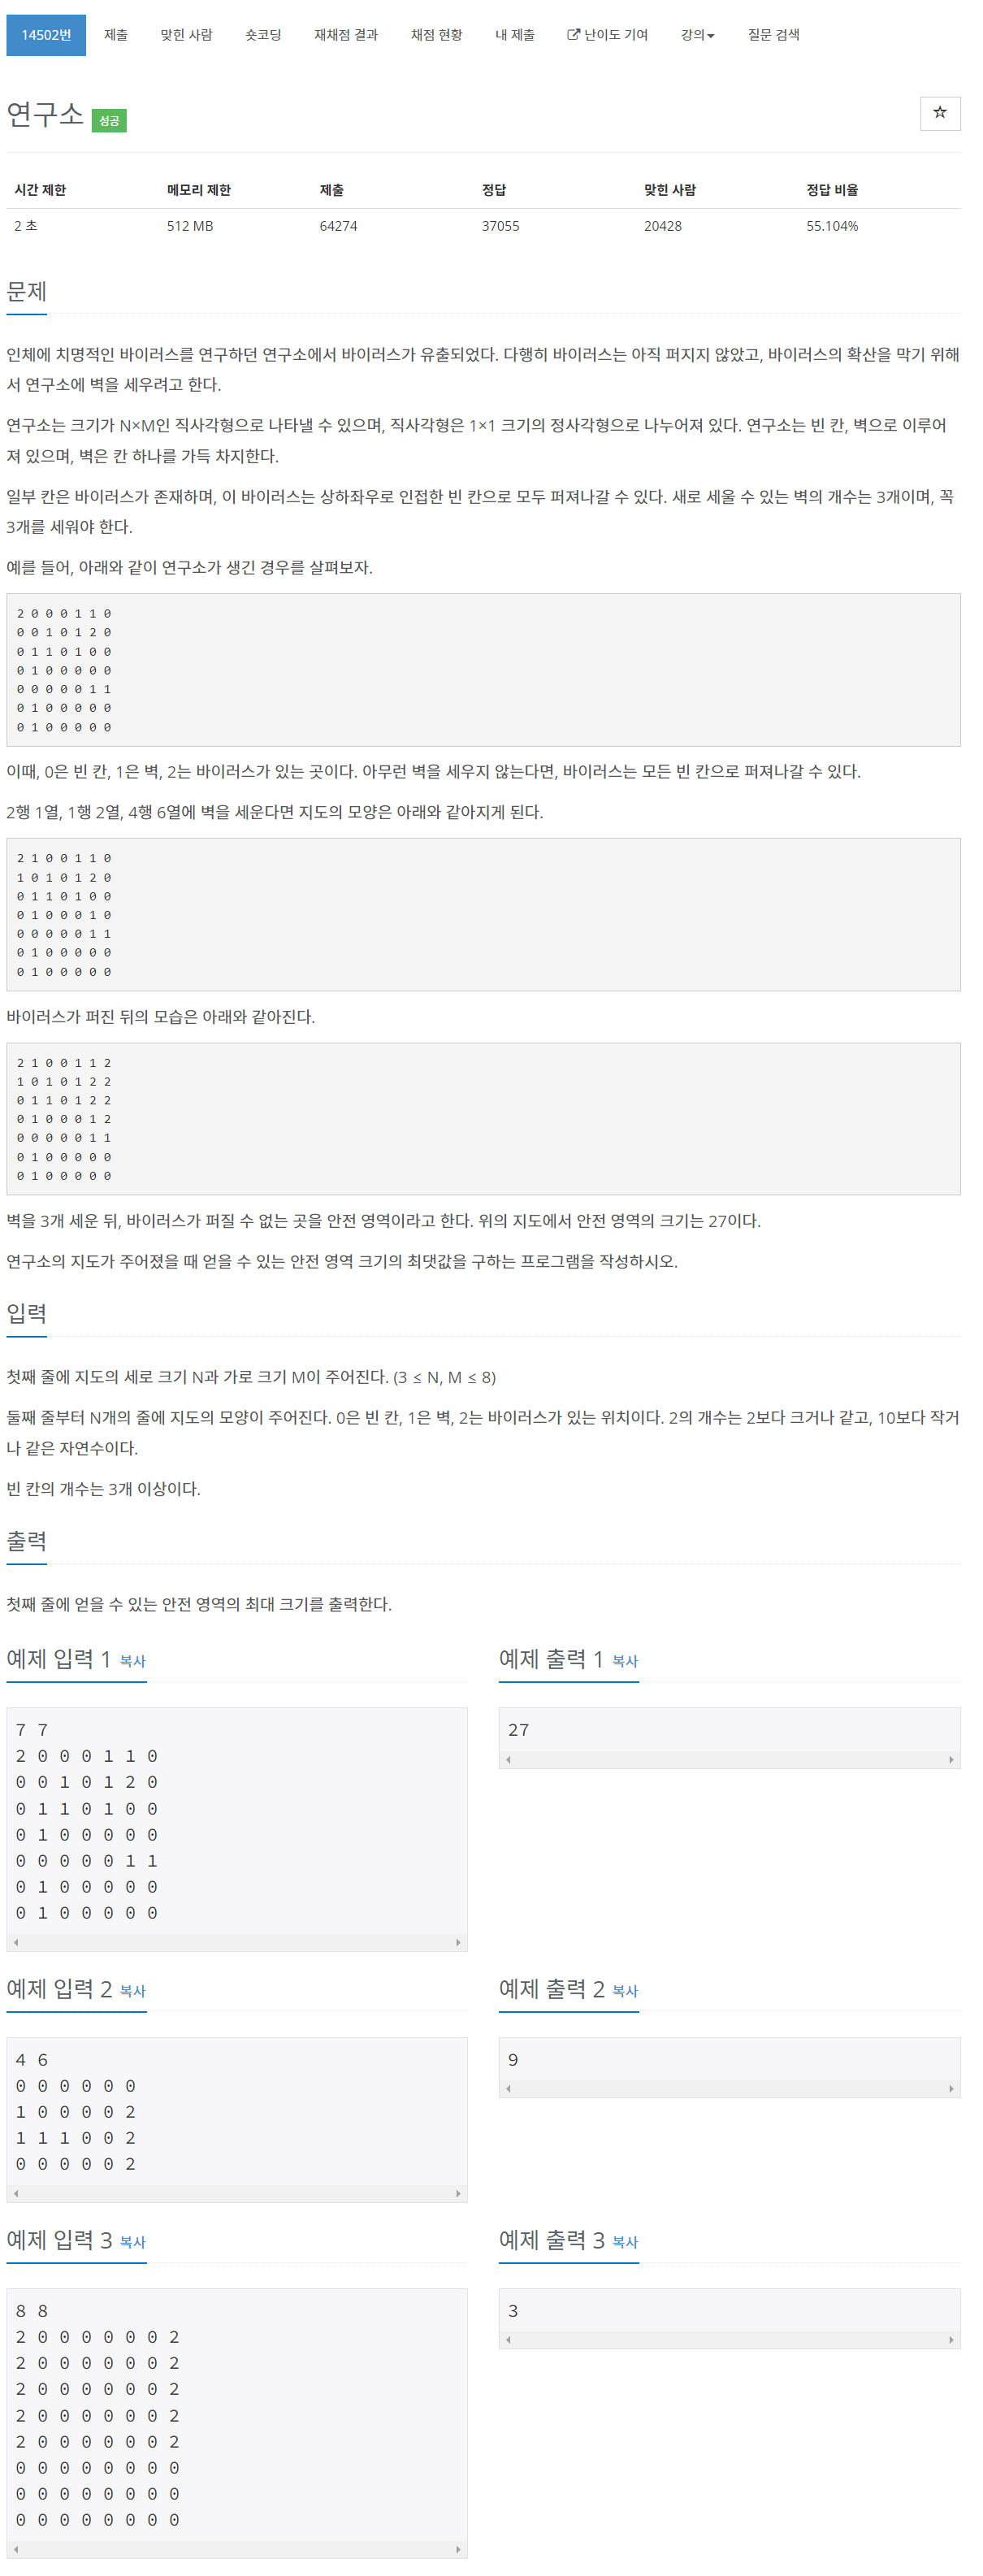 14502번 제출 맞힌 사람 숏코딩 재채점 결과 채점 현황 내 제출 난이도 기여 강의 질문 검색
연구소 성공
시간 제한 메모리 제한 제출 정답 맞힌 사람 정답 비율
2 초 512 MB 64274 37055 20428 55.104%
문제
인체에 치명적인 바이러스를 연구하던 연구소에서 바이러스가 유출되었다. 다행히 바이러스는 아직 퍼지지 않았고, 바이러스의 확산을 막기 위해
서 연구소에 벽을 세우려고 한다.
연구소는 크기가 N×M인 직사각형으로 나타낼 수 있으며, 직사각형은 1×1 크기의 정사각형으로 나누어져 있다. 연구소는 빈 칸, 벽으로 이루어
져 있으며, 벽은 칸 하나를 가득 차지한다.
일부 칸은 바이러스가 존재하며, 이 바이러스는 상하좌우로 인접한 빈 칸으로 모두 퍼져나갈 수 있다. 새로 세울 수 있는 벽의 개수는 3개이며, 꼭
3개를 세워야 한다.
예를 들어, 아래와 같이 연구소가 생긴 경우를 살펴보자.
2 0 0 0 1 1 0
0 0 1 0 1 2 0
0 1 1 0 1 0 0
0 1 0 0 0 0 0
0 0 0 0 0 1 1
0 1 0 0 0 0 0
0 1 0 0 0 0 0
이때, 0은 빈 칸, 1은 벽, 2는 바이러스가 있는 곳이다. 아무런 벽을 세우지 않는다면, 바이러스는 모든 빈 칸으로 퍼져나갈 수 있다.
2행 1열, 1행 2열, 4행 6열에 벽을 세운다면 지도의 모양은 아래와 같아지게 된다.
2 1 0 0 1 1 0
1 0 1 0 1 2 0
0 1 1 0 1 0 0
0 1 0 0 0 1 0
0 0 0 0 0 1 1
0 1 0 0 0 0 0
0 1 0 0 0 0 0
바이러스가 퍼진 뒤의 모습은 아래와 같아진다.
2 1 0 0 1 1 2
1 0 1 0 1 2 2
0 1 1 0 1 2 2
0 1 0 0 0 1 2
0 0 0 0 0 1 1
0 1 0 0 0 0 0
0 1 0 0 0 0 0
벽을 3개 세운 뒤, 바이러스가 퍼질 수 없는 곳을 안전 영역이라고 한다. 위의 지도에서 안전 영역의 크기는 27이다.
연구소의 지도가 주어졌을 때 얻을 수 있는 안전 영역 크기의 최댓값을 구하는 프로그램을 작성하시오.
입력
첫째 줄에 지도의 세로 크기 N과 가로 크기 M이 주어진다. (3 ≤ N, M ≤ 8)
둘째 줄부터 N개의 줄에 지도의 모양이 주어진다. 0은 빈 칸, 1은 벽, 2는 바이러스가 있는 위치이다. 2의 개수는 2보다 크거나 같고, 10보다 작거
나 같은 자연수이다.
빈 칸의 개수는 3개 이상이다.
출력
첫째 줄에 얻을 수 있는 안전 영역의 최대 크기를 출력한다.
예제 입력 1 복사
7 7
2 0 0 0 1 1 0
0 0 1 0 1 2 0
0 1 1 0 1 0 0
0 1 0 0 0 0 0
0 0 0 0 0 1 1
0 1 0 0 0 0 0
0 1 0 0 0 0 0
예제 출력 1 복사
27
예제 입력 2 복사
4 6
0 0 0 0 0 0
1 0 0 0 0 2
1 1 1 0 0 2
0 0 0 0 0 2
예제 출력 2 복사
9
예제 입력 3 복사
8 8
2 0 0 0 0 0 0 2
2 0 0 0 0 0 0 2
2 0 0 0 0 0 0 2
2 0 0 0 0 0 0 2
2 0 0 0 0 0 0 2
0 0 0 0 0 0 0 0
0 0 0 0 0 0 0 0
0 0 0 0 0 0 0 0
예제 출력 3 복사
3